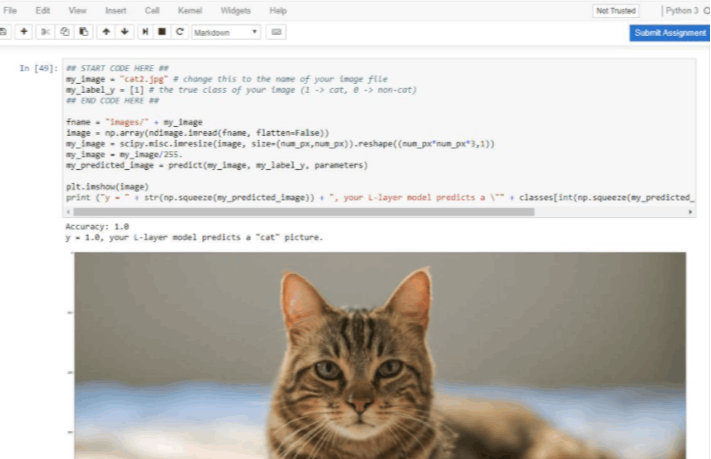 File Edit View Insert Cell Kernel Widgets Help Not Trusted Python 3
Markdown Submit Assignment
In [49]: ## START CODE HERE ##
my_image = "cat2.jpg" # change this to the name of your image file
my_label_y = [1] # the true class of your image (1 -> cat, 0 -> non-cat)
## END CODE HERE ##
fname = "images/" + my_image
image = np.array(ndimage.imread(fname, flatten=False))
my_image = scipy.misc.imresize(image, size=(num_px,num_px)).reshape((num_px*num_px*3,1))
my_image = my_image/255.
my_predicted_image = predict(my_image, my_label_y, parameters)
plt.imshow(image)
print ("y = " + str(np.squeeze(my_predicted_image)) + ", your L-layer model predicts a \"" + classes[int(np.squeeze(my_predicted_
Accuracy: 1.0
y = 1.0, your L-layer model predicts a "cat" picture.